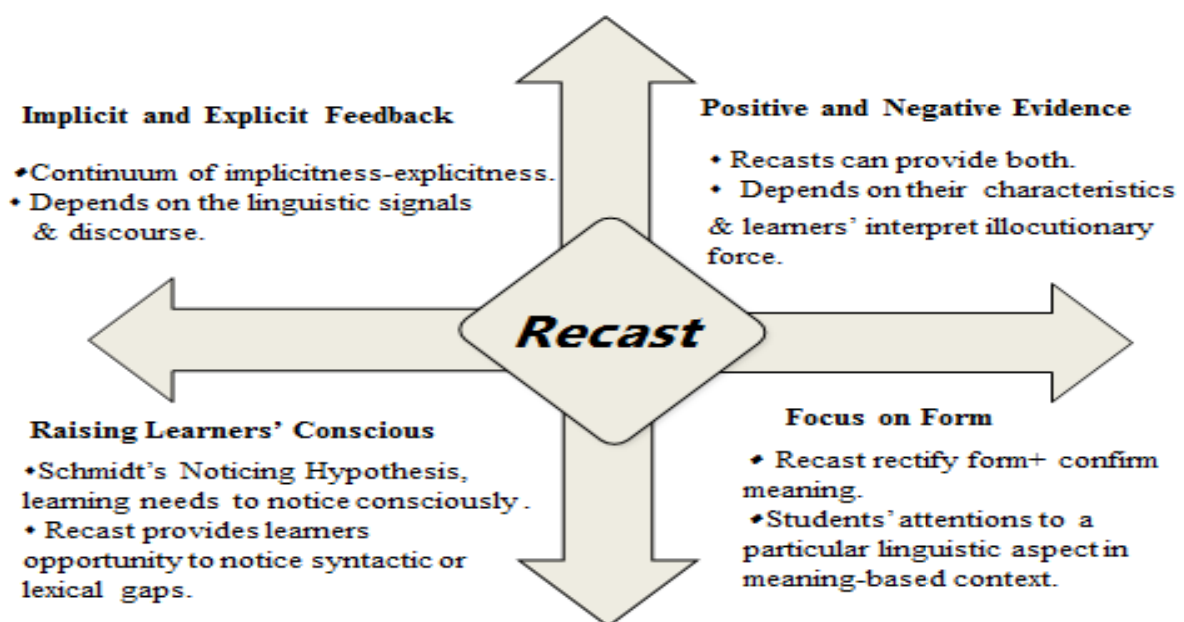 Implicit and Explicit Feedback
•Continuum of implicitness-explicitness.
• Depends on the linguistic signals
& discourse.
Positive and Negative Evidence
• Recasts can provide both.
• Depends on their characteristics
& learners' interpret illocutionary
force.
Recast
Raising Learners' Conscious
•Schmidt's Noticing Hypothesis,
learning needs to notice consciously.
• Recast provides learners
opportunity to notice syntactic or
lexical gaps.
Focus on Form
• Recast rectify form+ confirm
meaning.
•Students' attentions to a
particular linguistic aspect in
meaning-based context.